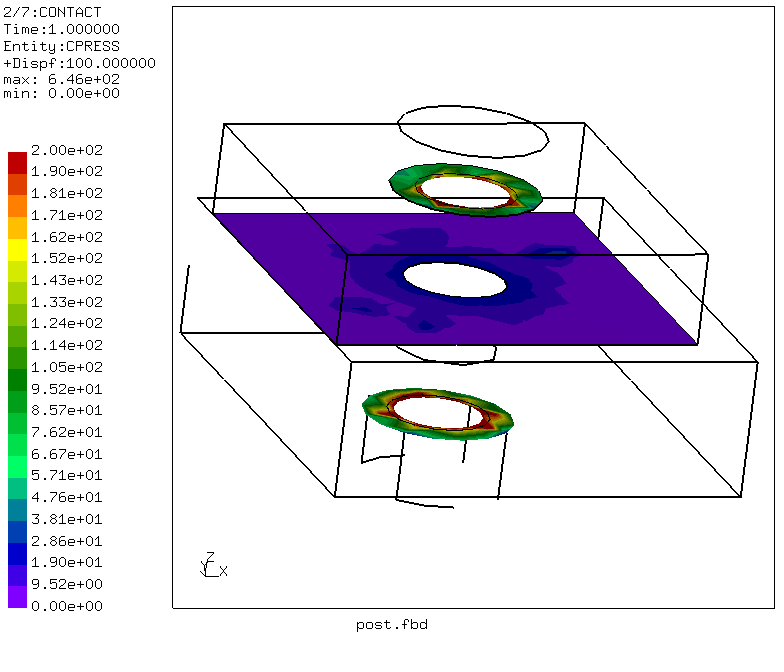 2/7:CONTACT
Time:1.000000
Entity:CPRESS
+Dispf:100.000000
max: 6.46e+02
min: 0.00e+00
2.00e+02
1.90e+02
1.81e+02
1.71e+02
1.62e+02
1.52e+02
1.43e+02
1.33e+02
1.24e+02
1.14e+02
1.05e+02
9.52e+01
8.57e+01
7.62e+01
6.67e+01
5.71e+01
4.76e+01
3.81e+01
2.86e+01
1.90e+01
9.52e+00
0.00e+00
Z
Y
X
post.fbd